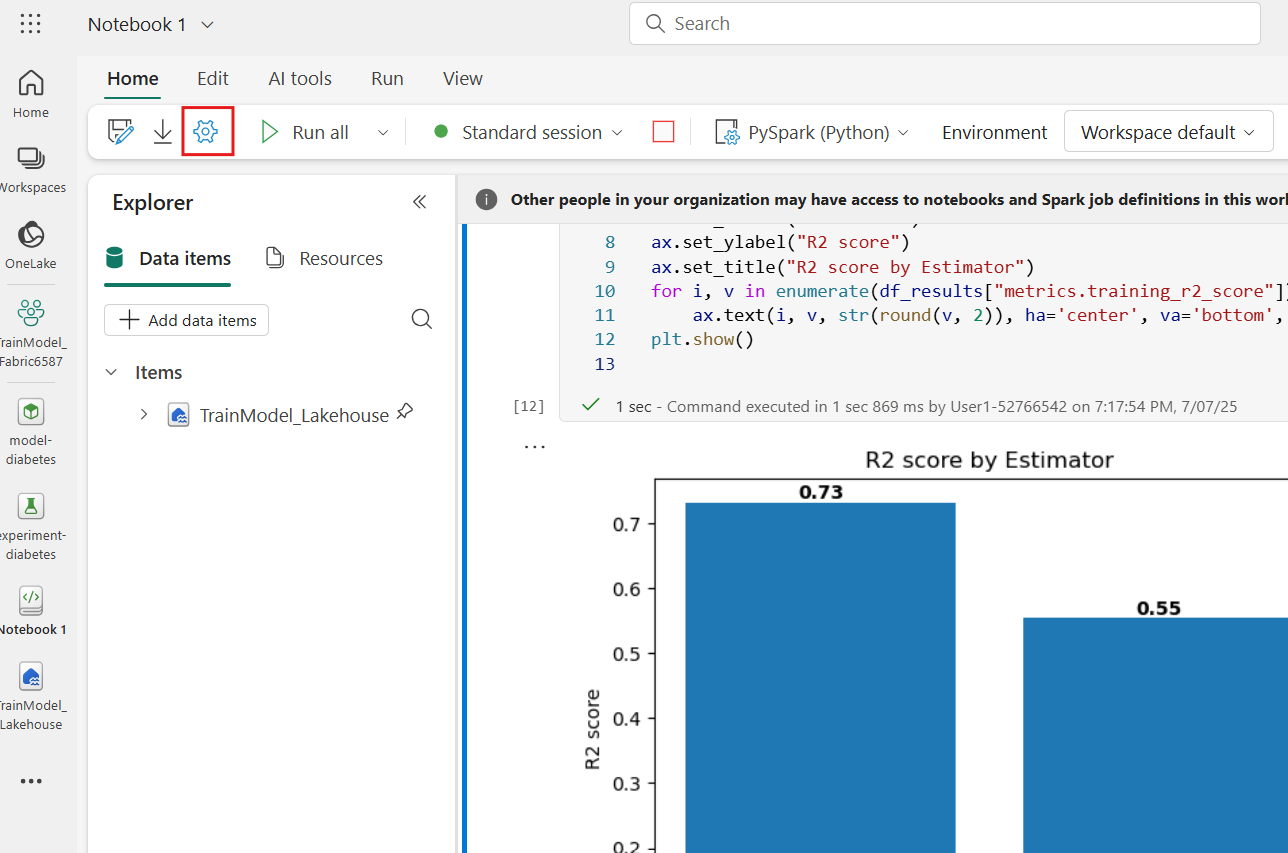 Notebook 1
Search
Home Edit AI tools Run View
Run all Standard session PySpark (Python) Environment Workspace default
Home
Workspaces
OneLake
TrainModel_
Fabric6587
model-
diabetes
experiment-
diabetes
Notebook 1
TrainModel_
Lakehouse
Explorer
Data items Resources
Add data items
Items
TrainModel_Lakehouse
Other people in your organization may have access to notebooks and Spark job definitions in this
8 ax.set_ylabel("R2 score")
9 ax.set_title("R2 score by Estimator")
10 for i, v in enumerate(df_results["metrics.training_r2_score"]
11 ax.text(i, v, str(round(v, 2)), ha='center', va='bottom',
12 plt.show()
13
[12] 1 sec - Command executed in 1 sec 869 ms by User1-52766542 on 7:17:54 PM, 7/07/25
...
R2 score by Estimator
0.73
0.7
0.6
0.55
0.5
0.4
0.3
0.2
R2 score